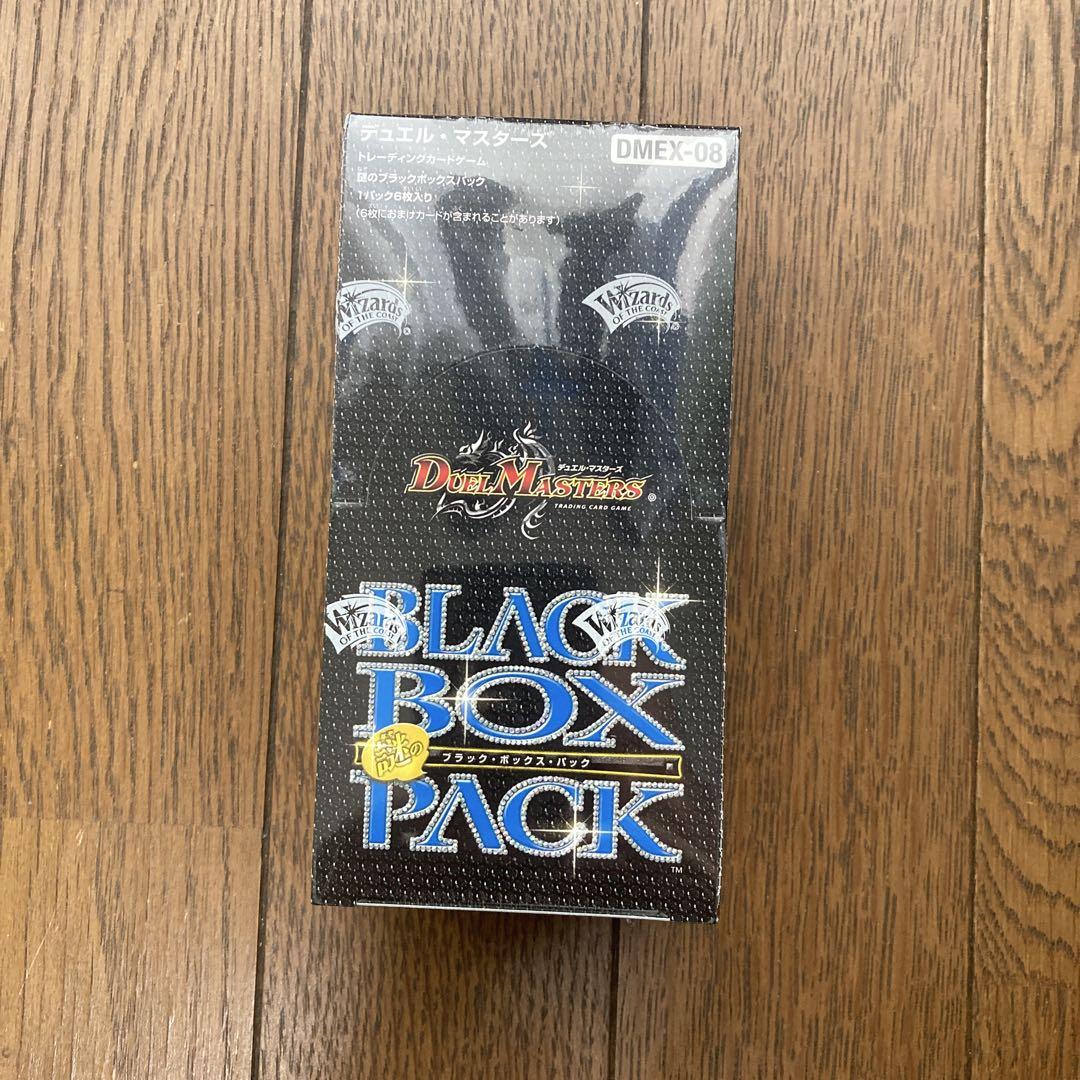 デュエル・マスターズ
DMEX-08
トレーディングカードゲーム
謎のブラックボックスパック
1パック6枚入り
(6枚におまけカードが含まれることがあります)
Wizards
OF THE COAST
®
Wizards
OF THE COAST
®
デュエル・マスターズ
DUEL MASTERS
®
TRADING CARD GAME
BLACK
Wizards
OF THE COAST
Wizards
OF THE COAST
BOX
謎の
ブラック・ボックス・パック
PACK
TM